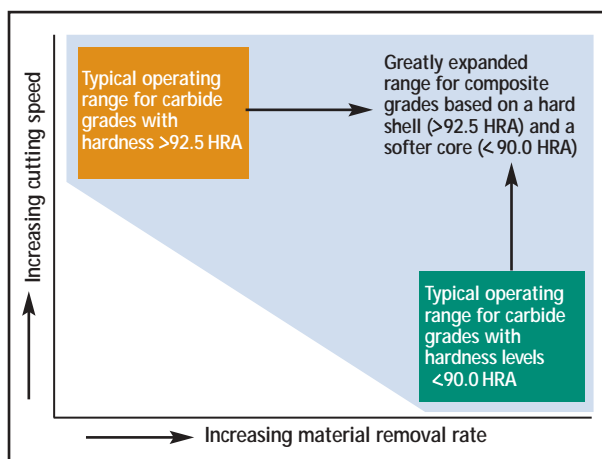 Typical operating
range for carbide
grades with
hardness >92.5 HRA
Greatly expanded
range for composite
grades based on a hard
shell (>92.5 HRA) and a
softer core (<90.0 HRA)
Increasing cutting speed
Typical operating
range for carbide
grades with
hardness levels
<90.0 HRA
Increasing material removal rate